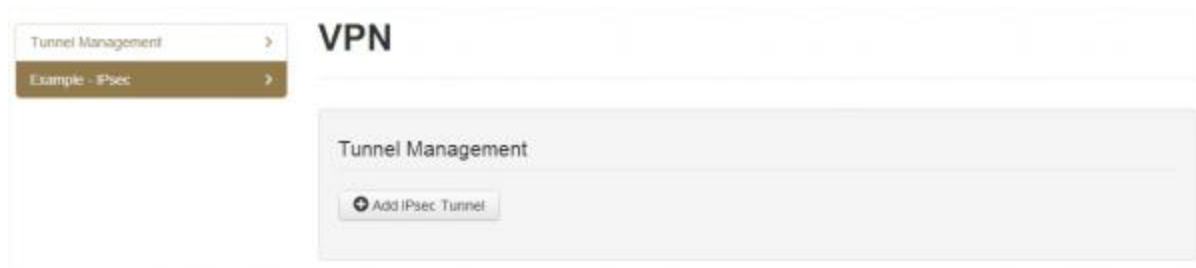 Tunnel Management
Example - IPsec
VPN
Tunnel Management
Add IPsec Tunnel